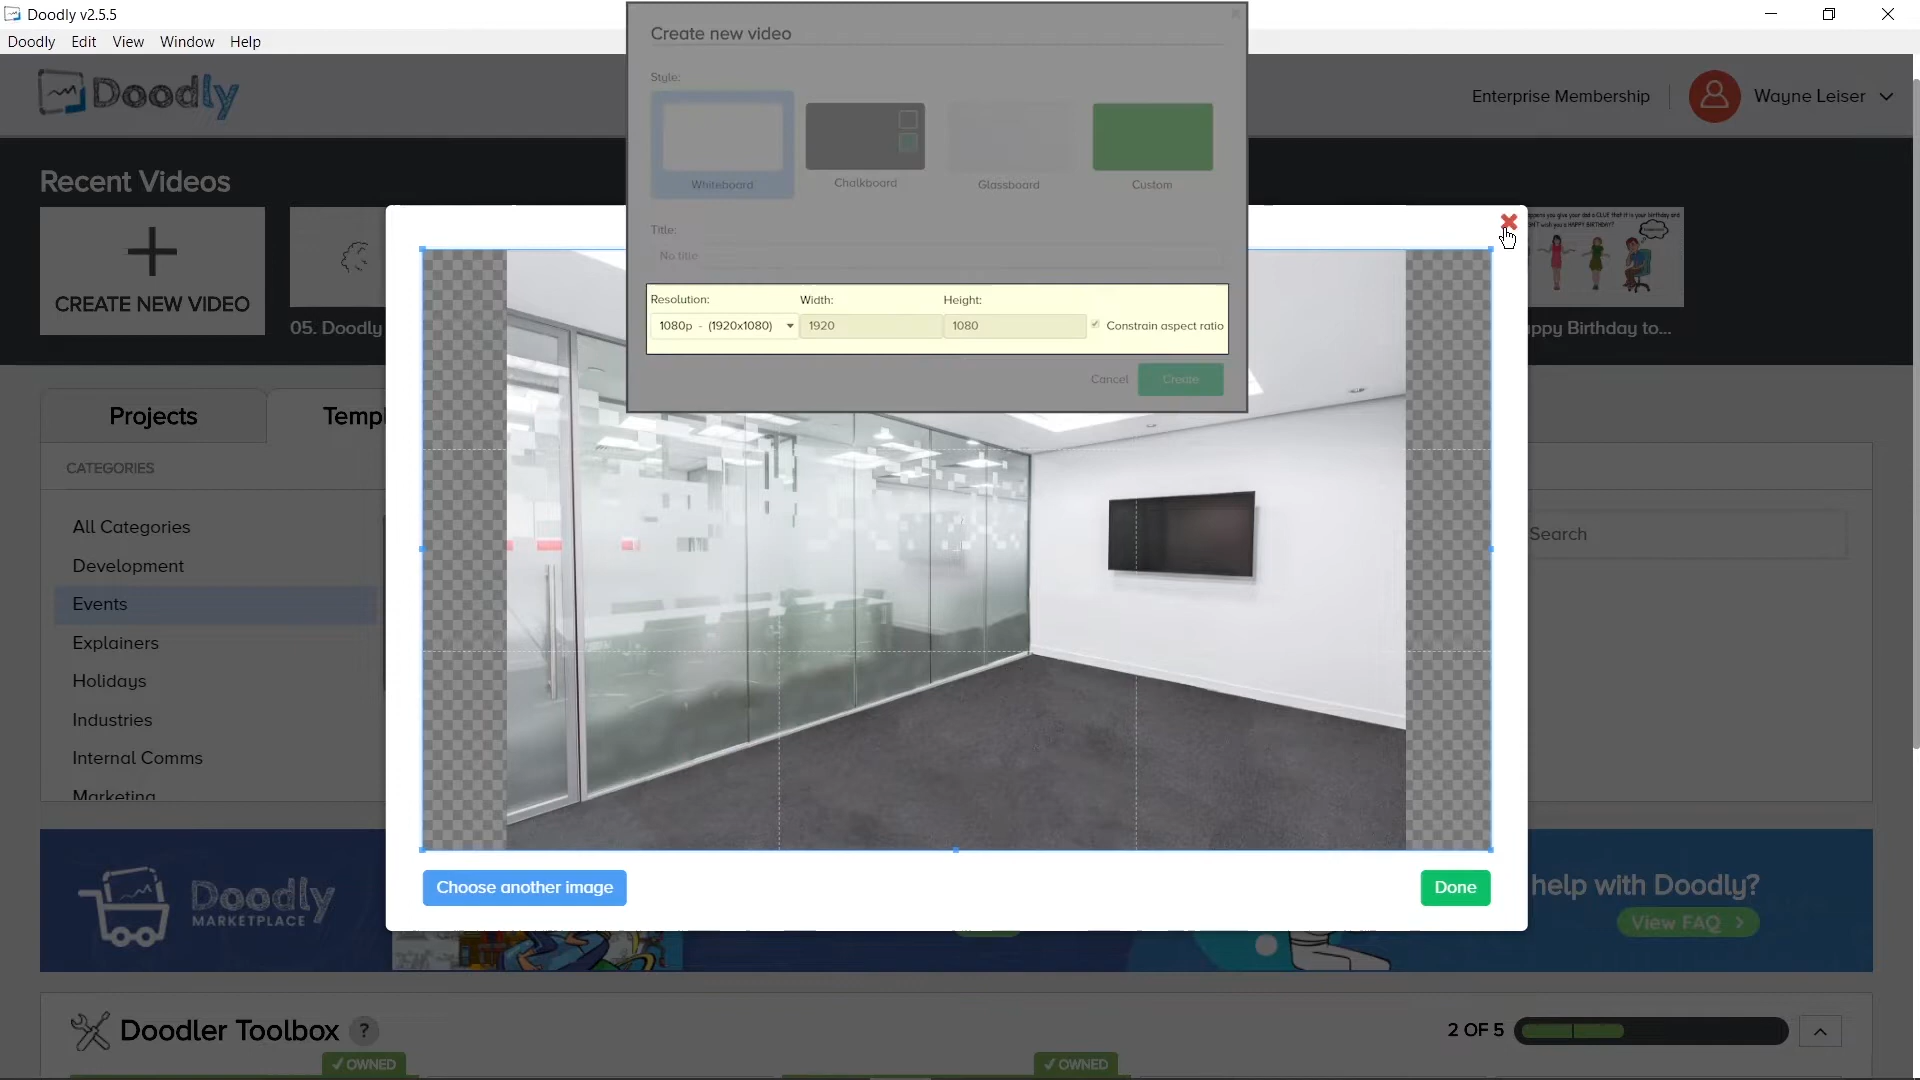 Doodly v2.5.5
Doodly Edit View Window Help
Doodly
Enterprise Membership
Wayne Leiser
Create new video
Style:
Whiteboard
Chalkboard
Glassboard
Custom
Title:
No title
Resolution:
Width:
Height:
1080p - (1920x1080)
1920
1080
Constrain aspect ratio
Cancel
Create
Recent Videos
CREATE NEW VIDEO
05. Doodly
HAPPY BIRTHDAY?
ppy Birthday to...
Projects
Templ
CATEGORIES
All Categories
Development
Events
Explainers
Holidays
Industries
Internal Comms
Marketing
Search
Choose another image
Done
Doodly
MARKETPLACE
help with Doodly?
View FAQ >
Doodler Toolbox ?
2 OF 5
✓ OWNED
✓ OWNED